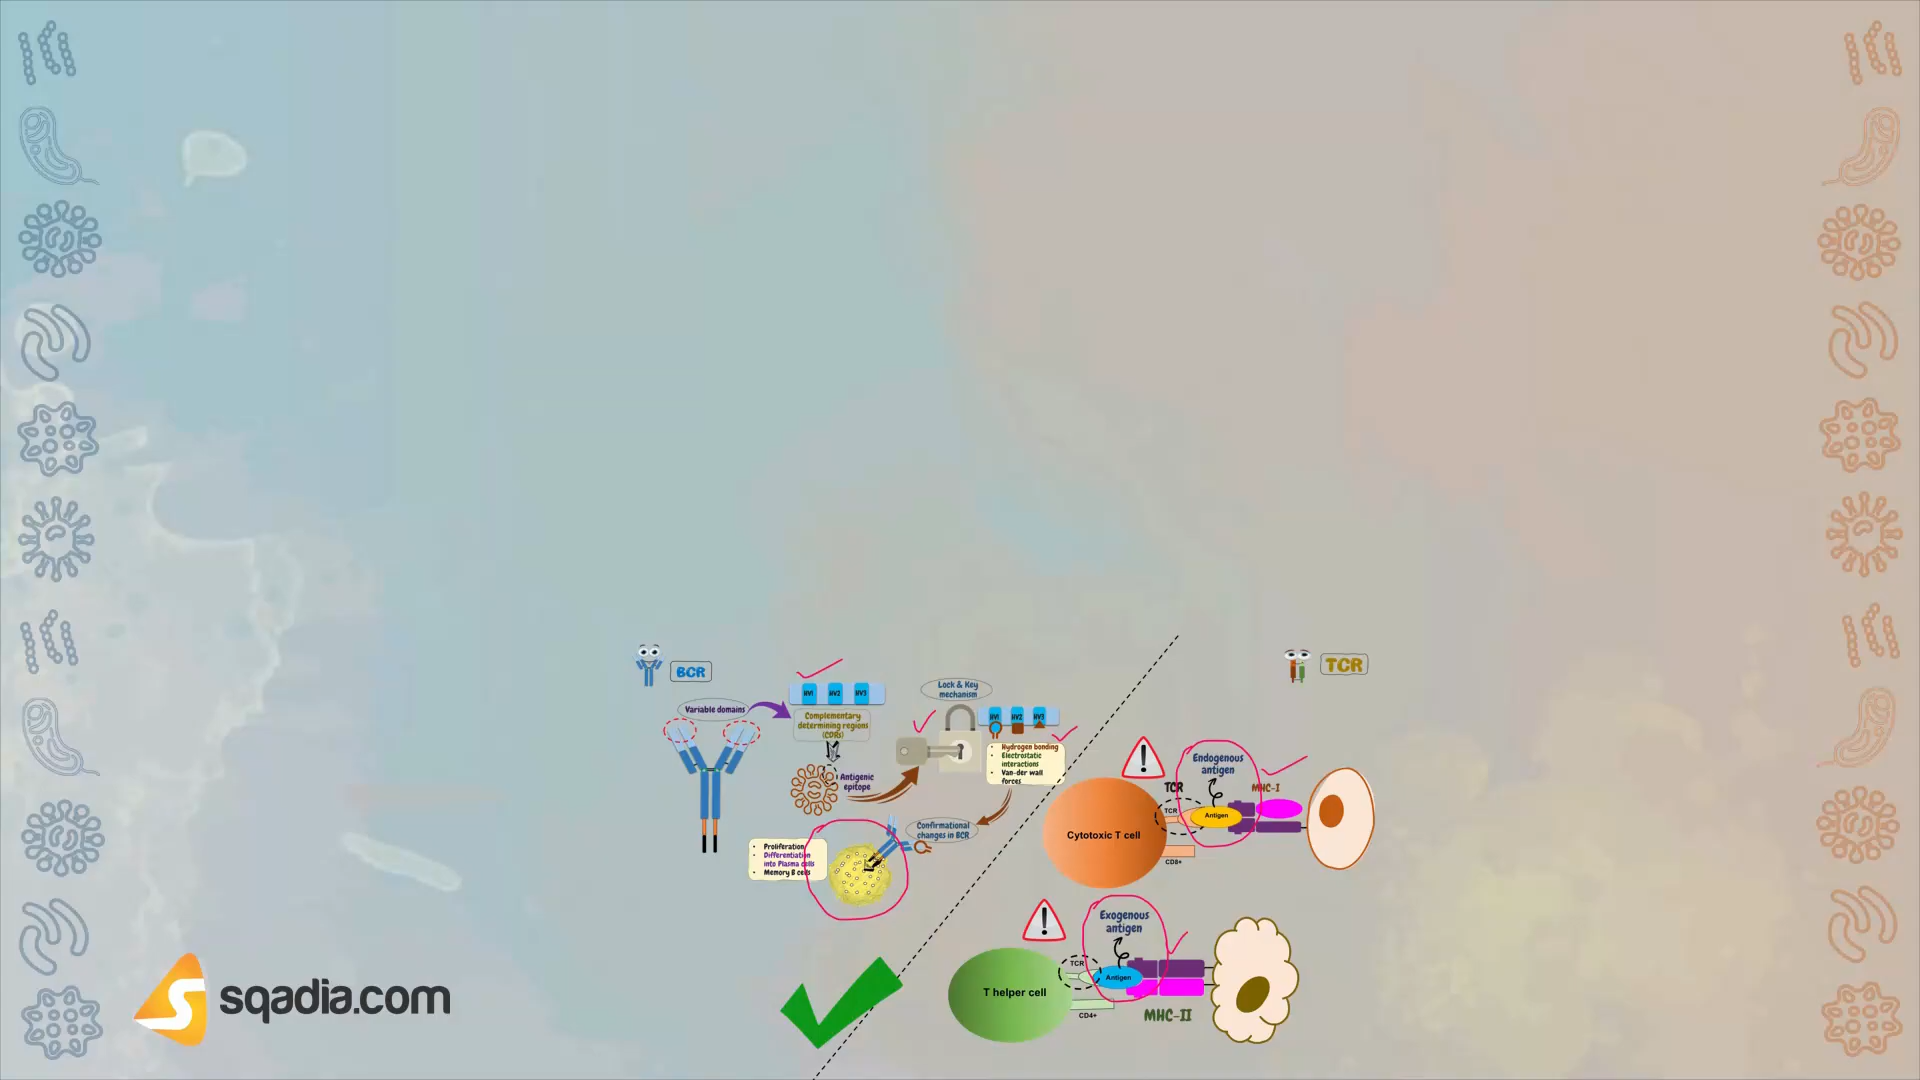 BCR
Variable domains
HV1 HV2 HV3
Complementary
determining regions
(CDRs)
Antigenic
epitope
Lock & Key
mechanism
HV1 HV2 HV3
• Hydrogen bonding
• Electrostatic
interactions
• Van-der wall
forces
Confirmational
changes in BCR
• Proliferation
• Differentiation
into Plasma cells
• Memory B cells
TCR
Endogenous
antigen
TCR
MHC-I
TCR
Antigen
Cytotoxic T cell
CD8+
Exogenous
antigen
TCR
Antigen
T helper cell
CD4+
MHC-II
sqadia.com